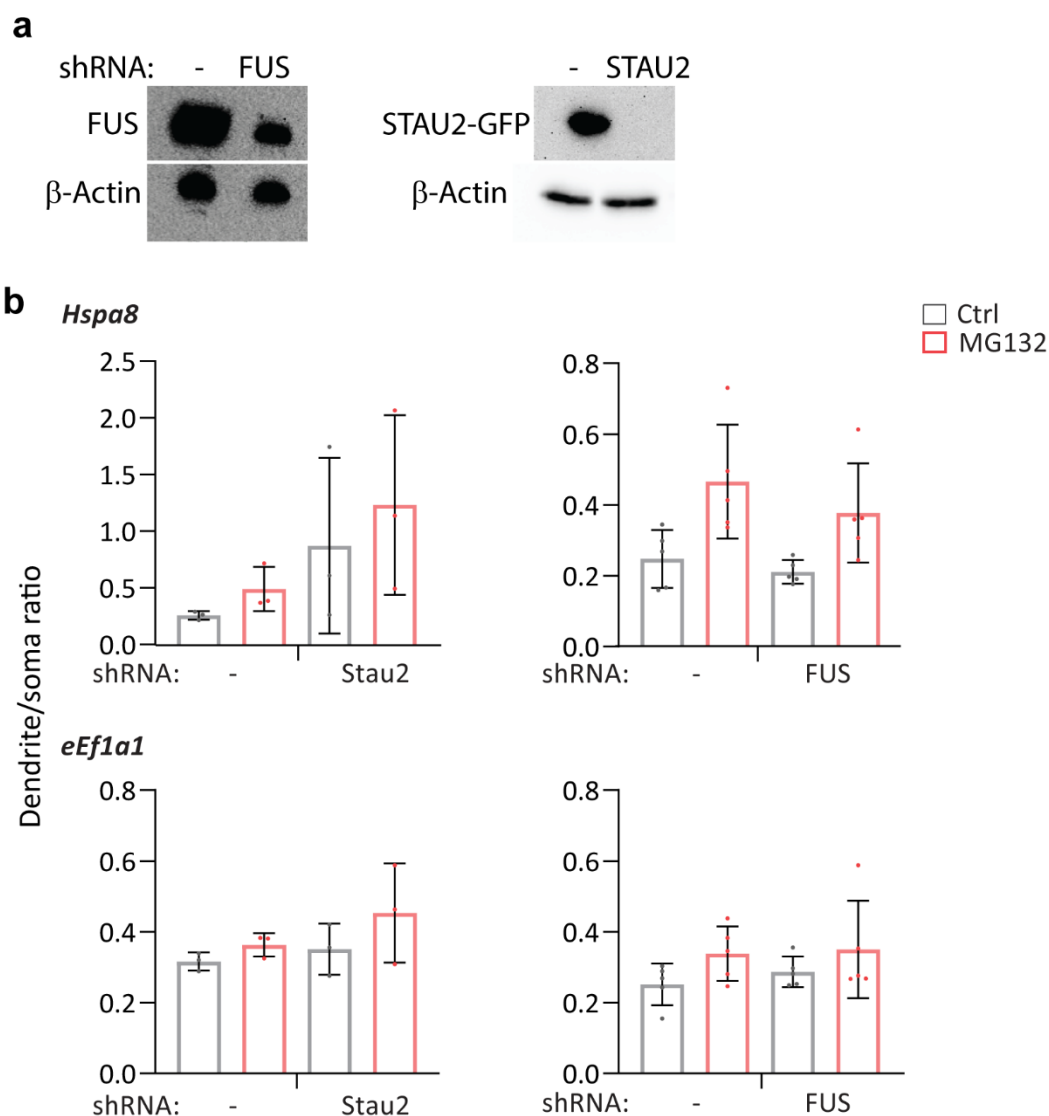 a
shRNA: - FUS
FUS
β-Actin
- STAU2
STAU2-GFP
β-Actin
b
Hspa8
Ctrl
MG132
Dendrite/soma ratio
2.5
2.0
1.5
1.0
0.5
0.0
shRNA: - Stau2
0.8
0.6
0.4
0.2
0.0
shRNA: - FUS
eEf1a1
0.8
0.6
0.4
0.2
0.0
shRNA: - Stau2
0.8
0.6
0.4
0.2
0.0
shRNA: - FUS